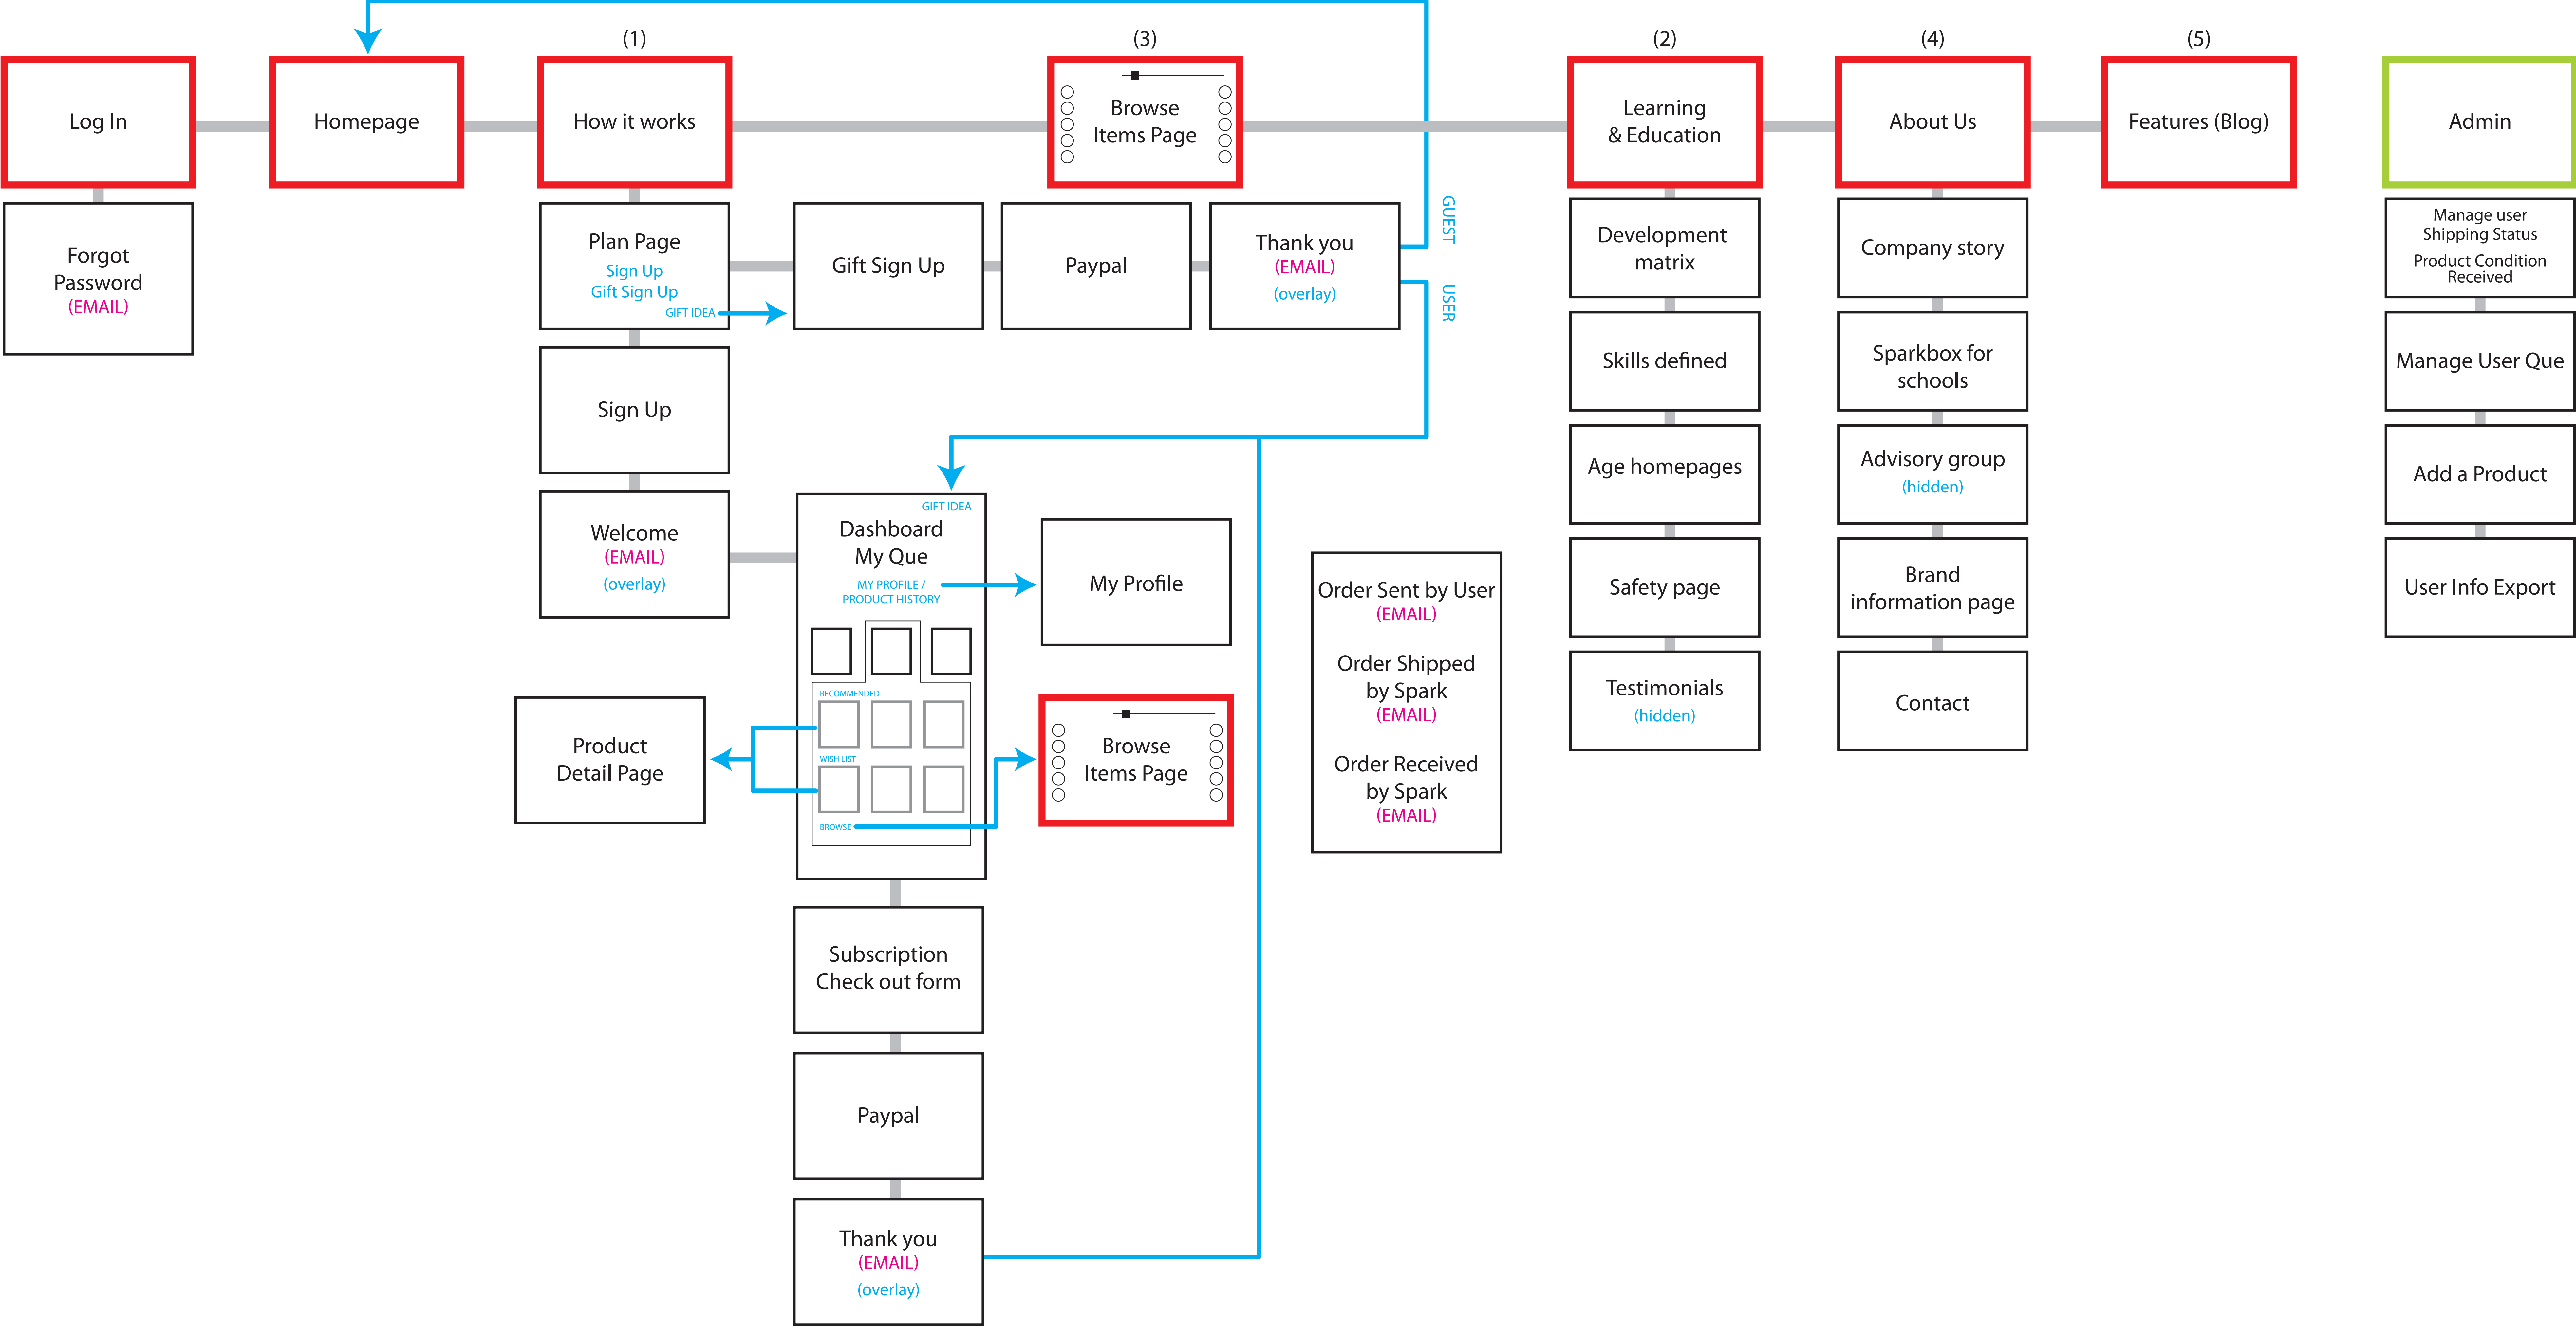 (1)
(3)
(2)
(4)
(5)
Log In
Homepage
How it works
Browse
Items Page
Learning
& Education
About Us
Features (Blog)
Admin
Forgot
Password
(EMAIL)
Plan Page
Sign Up
Gift Sign Up
GIFT IDEA
Gift Sign Up
Paypal
Thank you
(EMAIL)
(overlay)
GUEST
USER
Sign Up
Welcome
(EMAIL)
(overlay)
GIFT IDEA
Dashboard
My Que
MY PROFILE /
PRODUCT HISTORY
RECOMMENDED
WISH LIST
BROWSE
My Profile
Product
Detail Page
Browse
Items Page
Subscription
Check out form
Paypal
Thank you
(EMAIL)
(overlay)
Order Sent by User
(EMAIL)
Order Shipped
by Spark
(EMAIL)
Order Received
by Spark
(EMAIL)
Development
matrix
Skills defined
Age homepages
Safety page
Testimonials
(hidden)
Company story
Sparkbox for
schools
Advisory group
(hidden)
Brand
information page
Contact
Manage user
Shipping Status
Product Condition
Received
Manage User Que
Add a Product
User Info Export